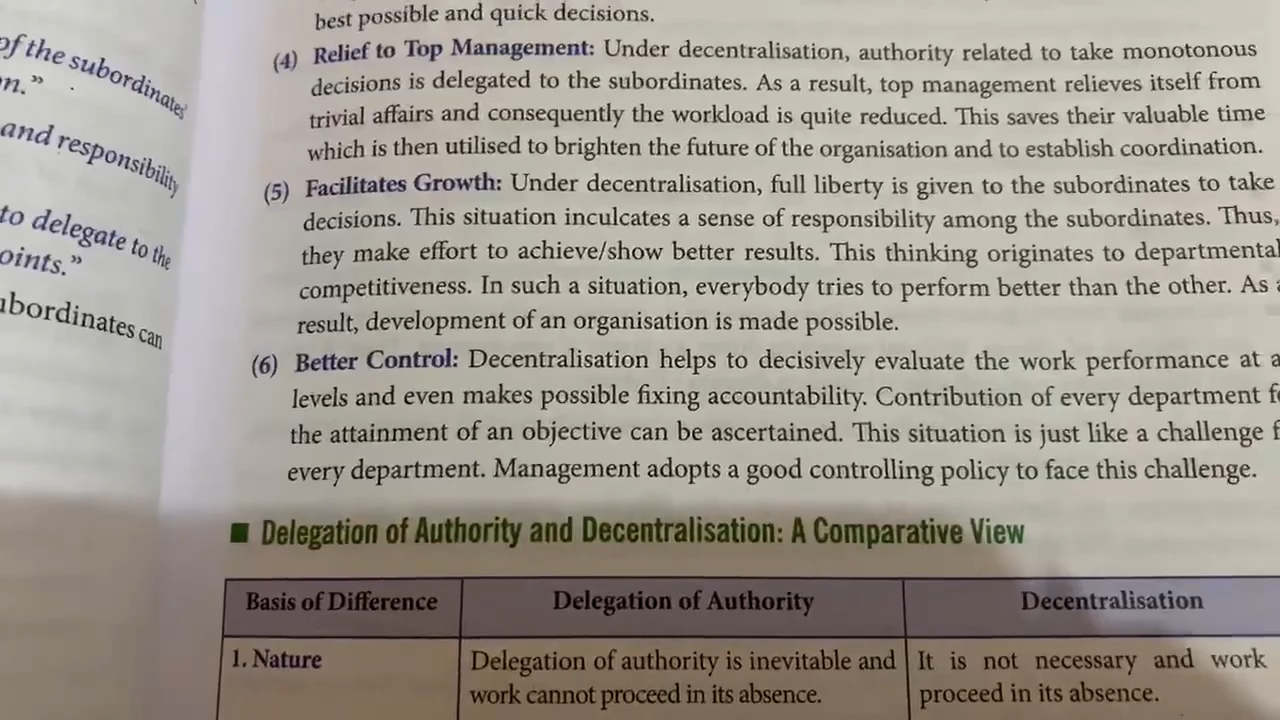 of the subordinates'
n."
and responsibility
to delegate to the
oints."
ubordinates can
best possible and quick decisions.
(4) Relief to Top Management: Under decentralisation, authority related to take monotonous
decisions is delegated to the subordinates. As a result, top management relieves itself from
trivial affairs and consequently the workload is quite reduced. This saves their valuable time
which is then utilised to brighten the future of the organisation and to establish coordination.
(5) Facilitates Growth: Under decentralisation, full liberty is given to the subordinates to take
decisions. This situation inculcates a sense of responsibility among the subordinates. Thus,
they make effort to achieve/show better results. This thinking originates to departmental
competitiveness. In such a situation, everybody tries to perform better than the other. As a
result, development of an organisation is made possible.
(6) Better Control: Decentralisation helps to decisively evaluate the work performance at a
levels and even makes possible fixing accountability. Contribution of every department f
the attainment of an objective can be ascertained. This situation is just like a challenge f
every department. Management adopts a good controlling policy to face this challenge.
■ Delegation of Authority and Decentralisation: A Comparative View
Basis of Difference Delegation of Authority Decentralisation
1. Nature Delegation of authority is inevitable and It is not necessary and work
work cannot proceed in its absence. proceed in its absence.